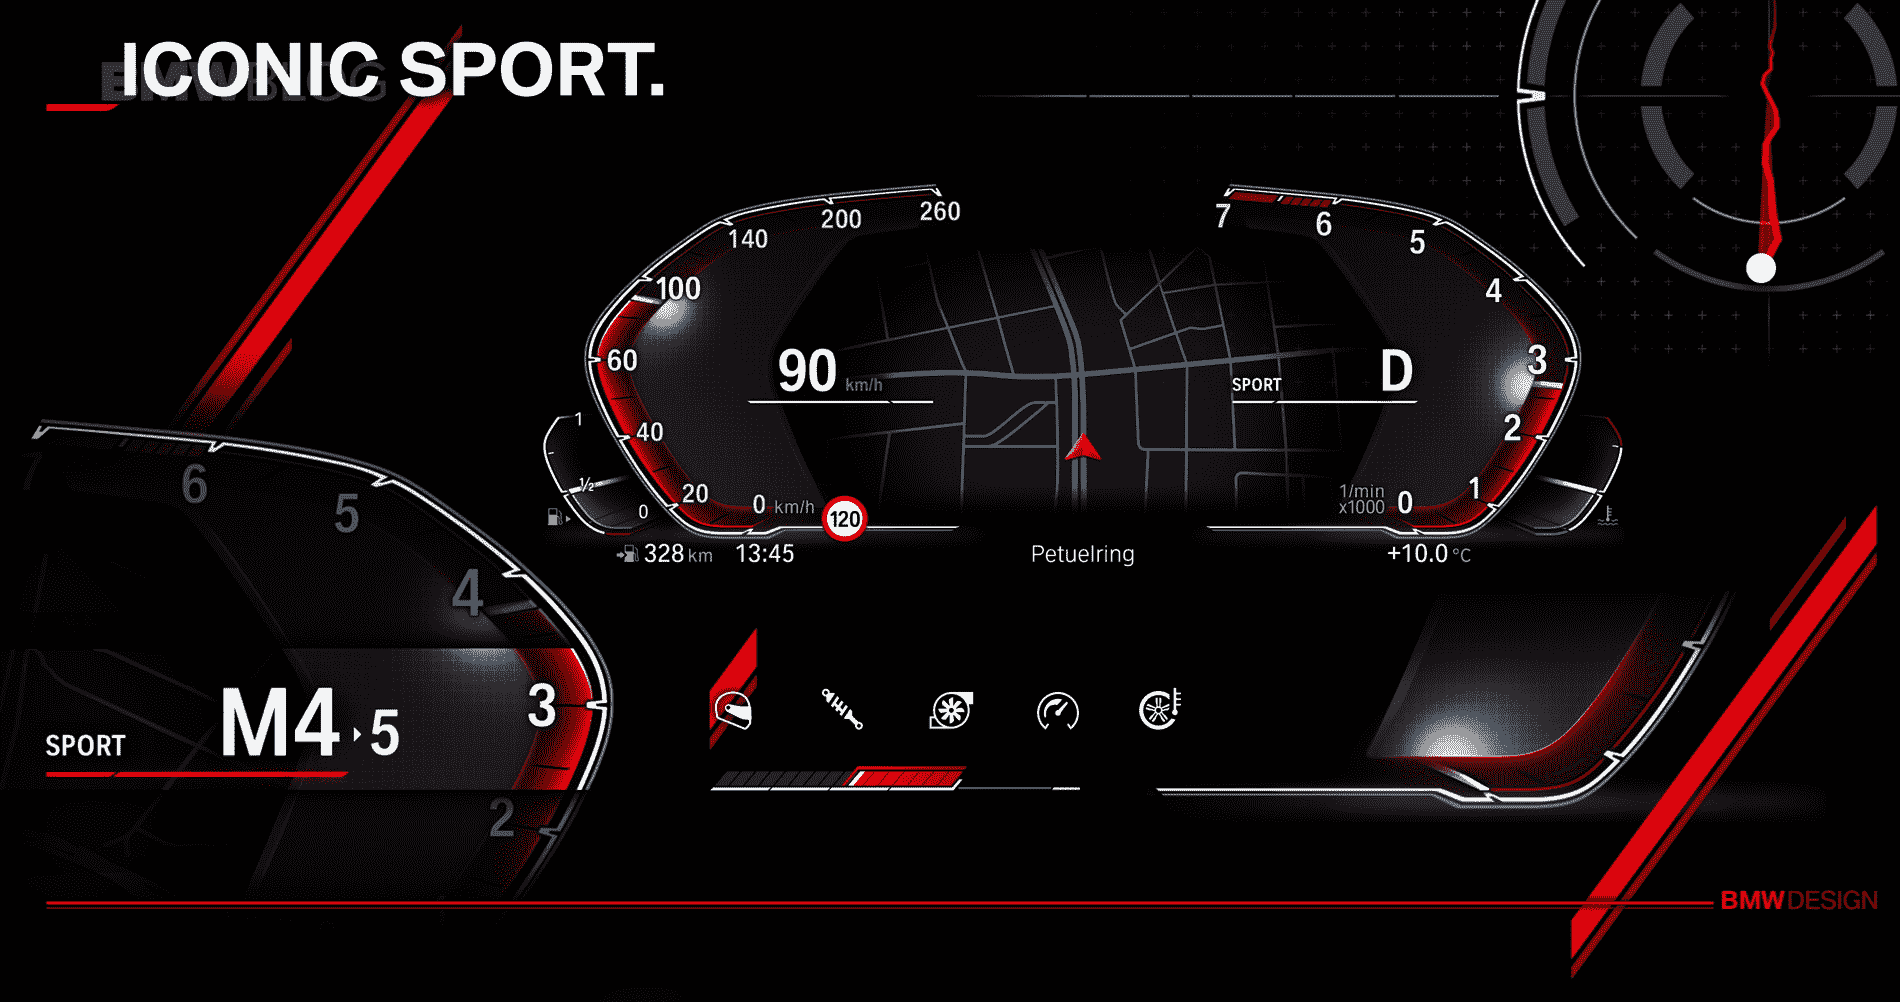 ICONIC SPORT.
BMWBLOG
260
200
140
100
60
40
20
0 km/h
90 km/h
120
1
½
0
328 km
13:45
Petuelring
+10.0 °C
7
6
5
4
3
2
1
0
1/min
x1000
SPORT
D
7
6
5
4
3
2
SPORT
M4 5
BMWDESIGN